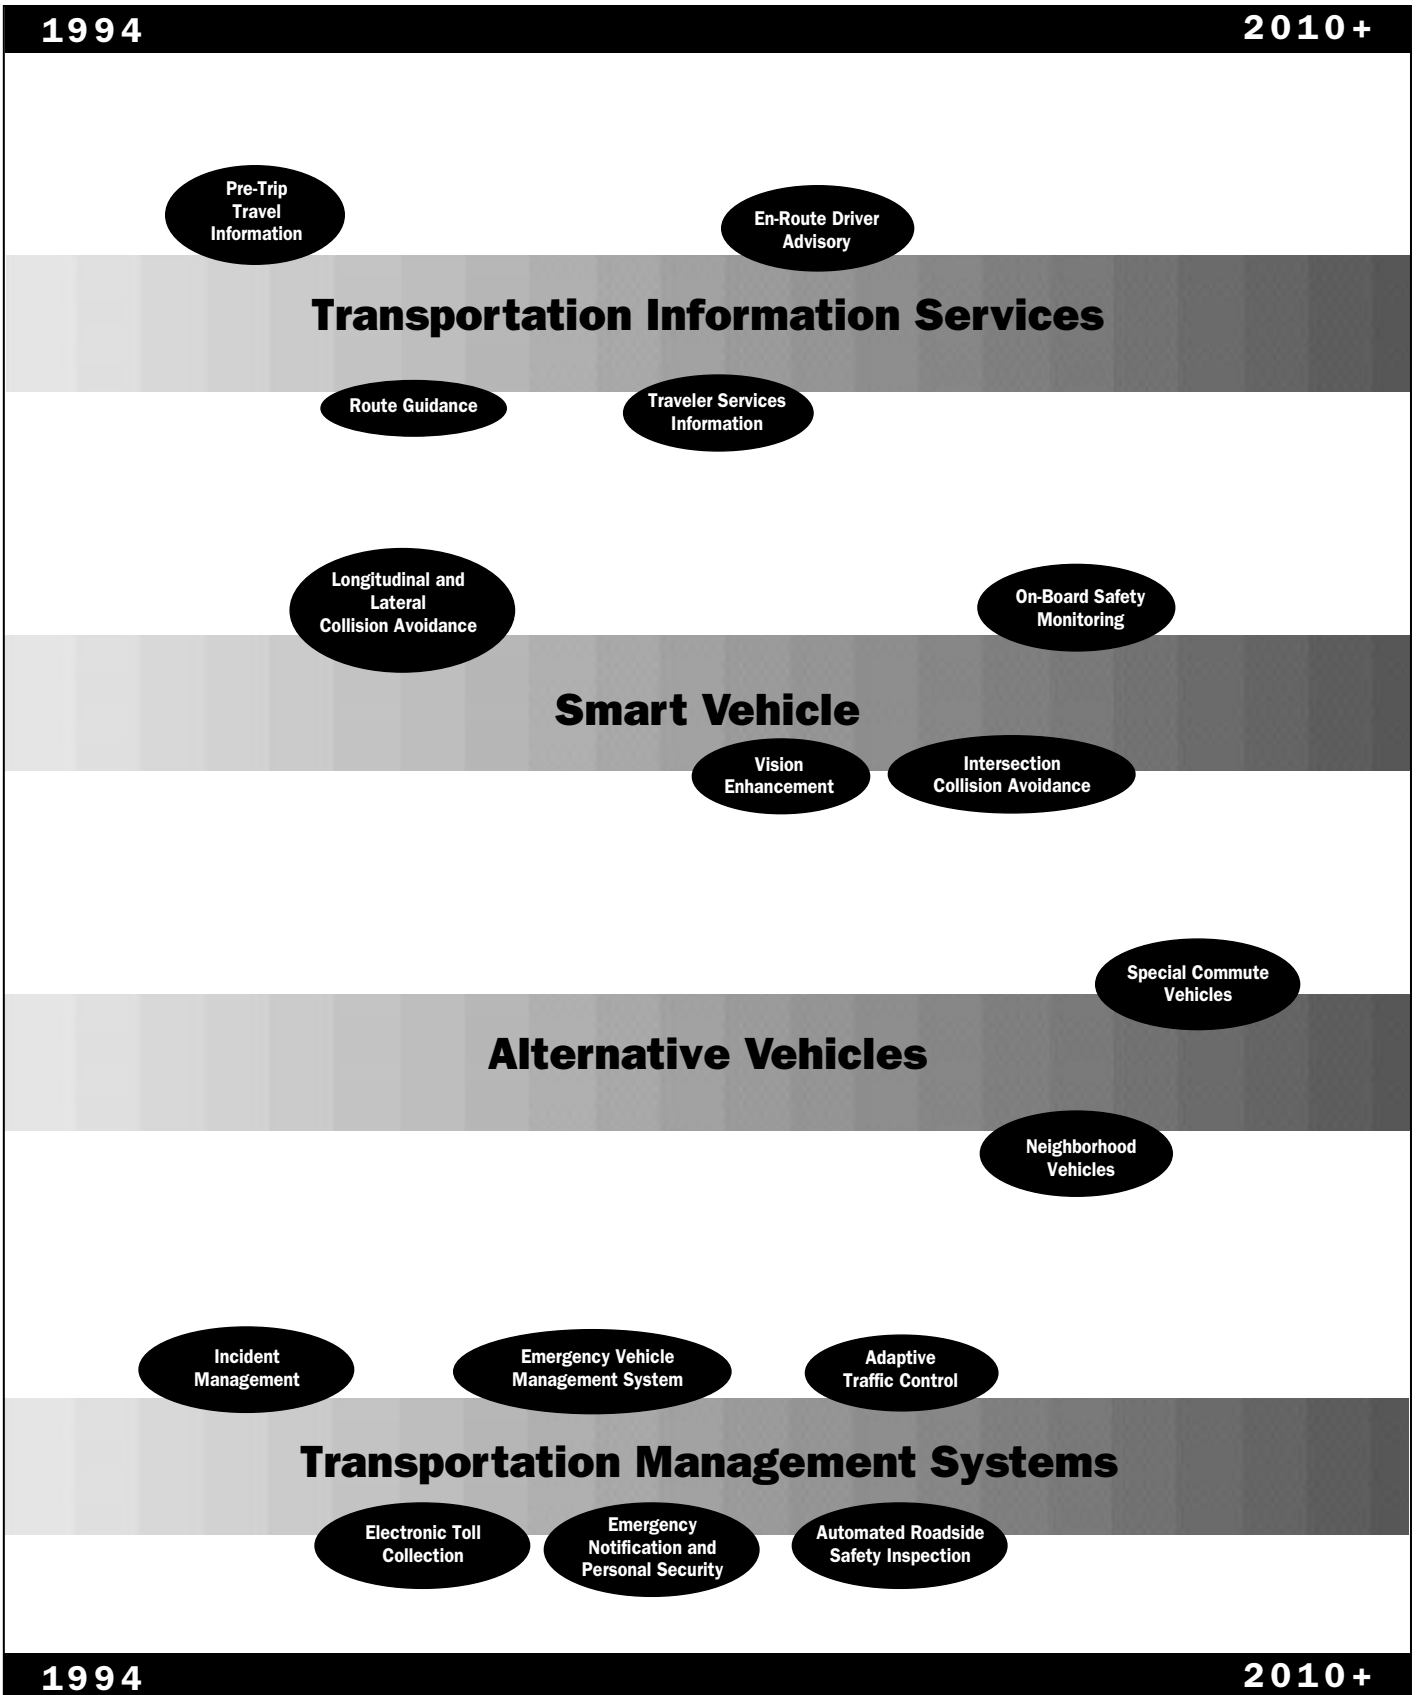 1994
2010+
Pre-Trip
Travel
Information
En-Route Driver
Advisory
Transportation Information Services
Route Guidance
Traveler Services
Information
Longitudinal and
Lateral
Collision Avoidance
On-Board Safety
Monitoring
Smart Vehicle
Vision
Enhancement
Intersection
Collision Avoidance
Special Commute
Vehicles
Alternative Vehicles
Neighborhood
Vehicles
Incident
Management
Emergency Vehicle
Management System
Adaptive
Traffic Control
Transportation Management Systems
Electronic Toll
Collection
Emergency
Notification and
Personal Security
Automated Roadside
Safety Inspection
1994
2010+